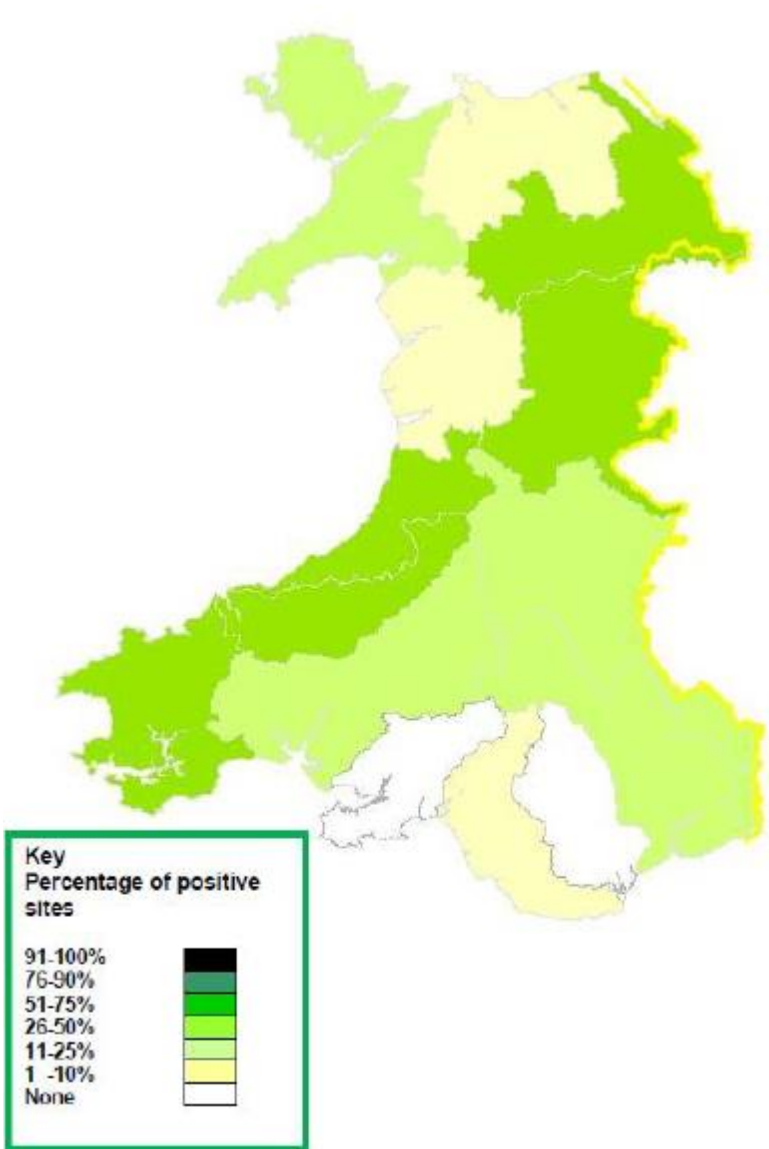 Key
Percentage of positive
sites
91-100%
76-90%
51-75%
26-50%
11-25%
1 -10%
None